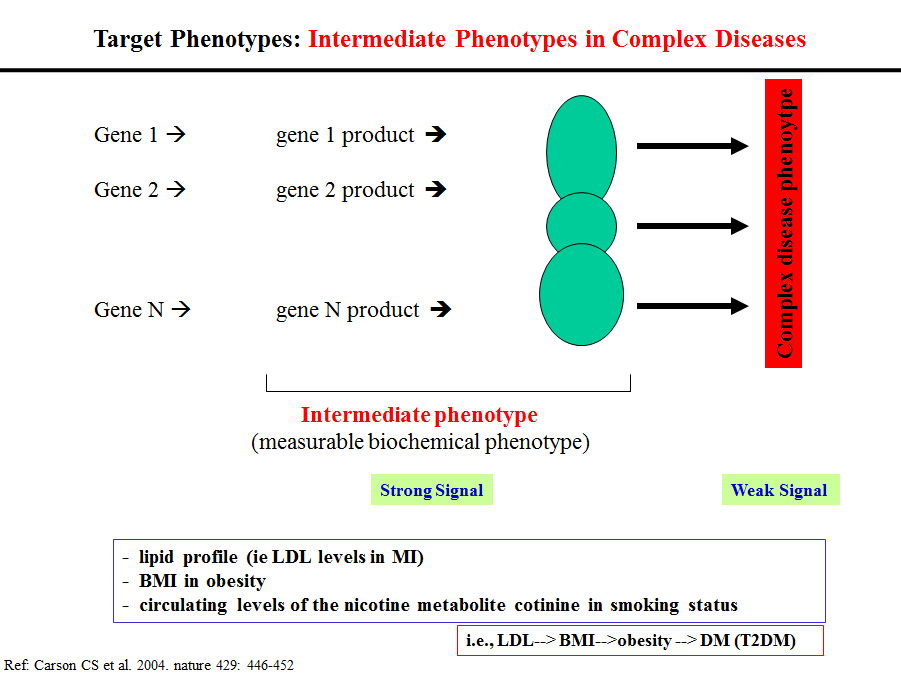 Target Phenotypes: Intermediate Phenotypes in Complex Diseases
Gene 1 → gene 1 product ➔
Gene 2 → gene 2 product ➔
Gene N → gene N product ➔
Complex disease phenoytpe
Intermediate phenotype
(measurable biochemical phenotype)
Strong Signal
Weak Signal
- lipid profile (ie LDL levels in MI)
- BMI in obesity
- circulating levels of the nicotine metabolite cotinine in smoking status
i.e., LDL--> BMI-->obesity --> DM (T2DM)
Ref: Carson CS et al. 2004. nature 429: 446-452